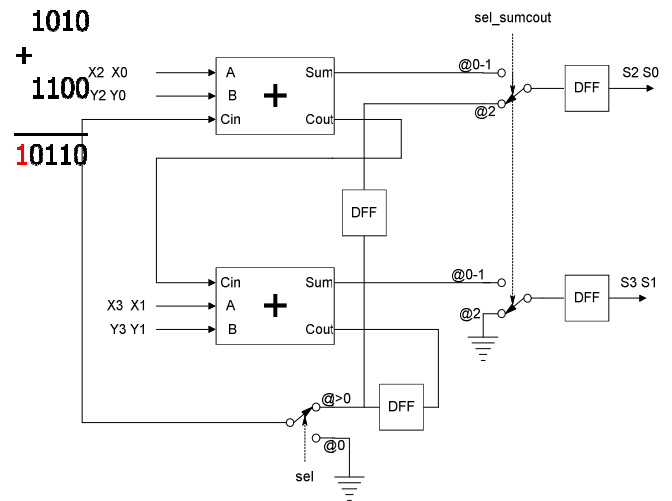 1010
sel_sumcout
+
X2 X0
A
Sum
@0-1
1100
Y2 Y0
B
+
DFF
S2 S0
Cin
Cout
@2
10110
DFF
Cin
Sum
@0-1
X3 X1
A
+
DFF
S3 S1
Y3 Y1
B
Cout
@2
@>0
DFF
@0
sel